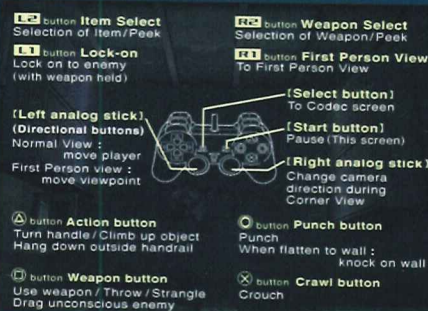 L2 button Item Select
Selection of Item/Peek
L1 button Lock-on
Lock on to enemy
(with weapon held)
R2 button Weapon Select
Selection of Weapon/Peek
R1 button First Person View
To First Person View
[Select button]
To Codec screen
[Start button]
Pause (This screen)
[Left analog stick]
(Directional buttons)
Normal View :
move player
First Person view :
move viewpoint
[Right analog stick]
Change camera
direction during
Corner View
△ button Action button
Turn handle/Climb up object
Hang down outside handrail
○ button Punch button
Punch
When flatten to wall :
knock on wall
□ button Weapon button
Use weapon/Throw/Strangle
Drag unconscious enemy
× button Crawl button
Crouch